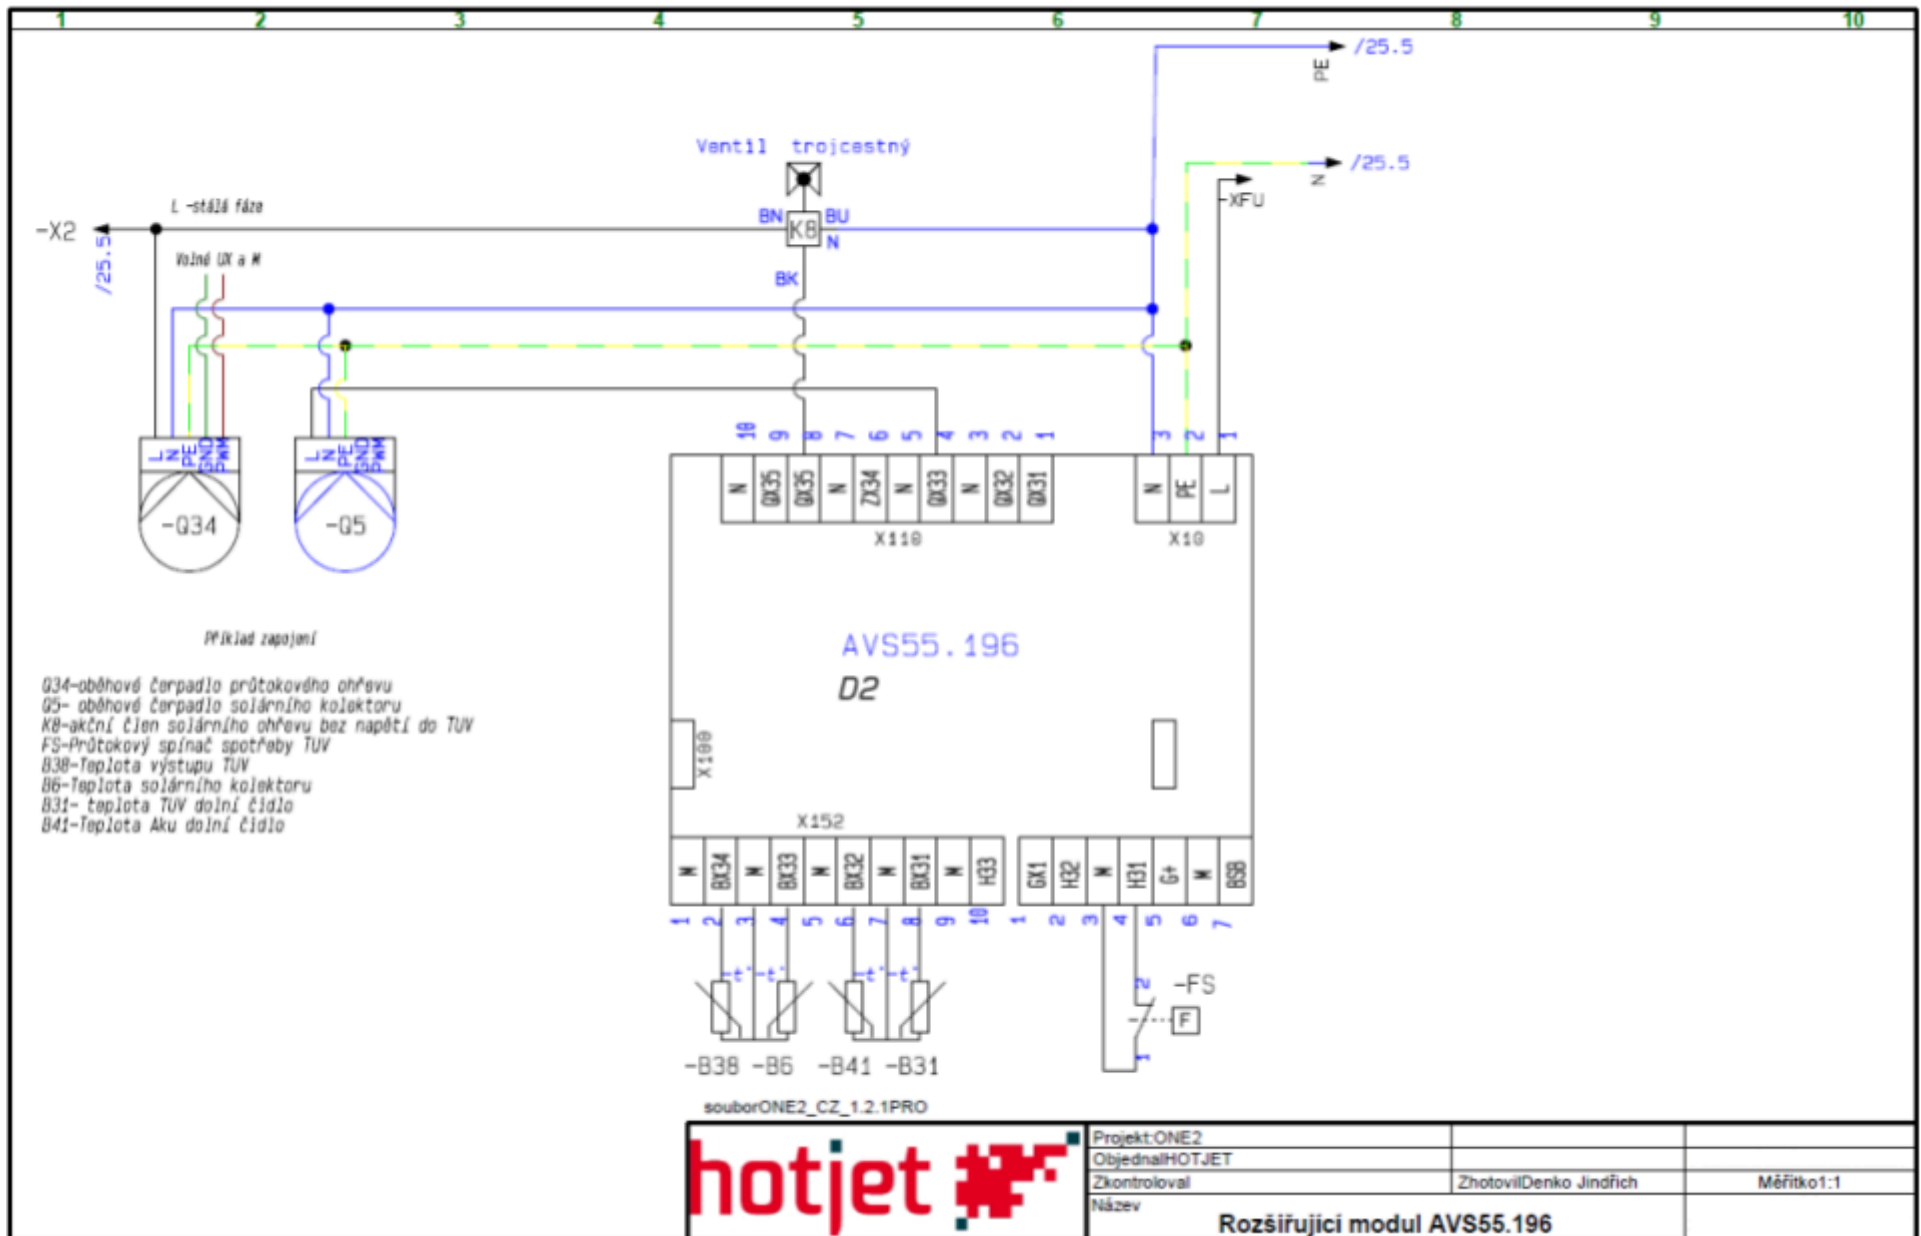 1 2 3 4 5 6 7 8 9 10
/25.5
PE
Ventil trojcestný
/25.5
N
-XFU
L -stálá fáze
-X2
/25.5
BN
K8
BU
N
Volné UX a M
BK
10 9 8 7 6 5 4 3 2 1
3 2 1
L N PE GND PWM
L N PE GND PWM
N QX35 QX35 N ZX34 N QX33 N QX32 QX31
N PE L
-Q34
-Q5
X110
X10
Příklad zapojení
AVS55.196
D2
Q34-oběhové čerpadlo průtokového ohřevu
Q5- oběhové čerpadlo solárního kolektoru
K8-akční člen solárního ohřevu bez napětí do TUV
FS-Průtokový spínač spotřeby TUV
B38-Teplota výstupu TUV
B6-Teplota solárního kolektoru
B31- teplota TUV dolní čidlo
B41-Teplota Aku dolní čidlo
X100
X152
M BX34 M BX33 M BX32 M BX31 M H33
GX1 H32 M H31 G+ M BSB
1 2 3 4 5 6 7 8 9 10
1 2 3 4 5 6 7
-t° -t° -t° -t°
2
-FS
F
1
-B38 -B6 -B41 -B31
souborONE2_CZ_1.2.1PRO
hotjet
Projekt:ONE2
ObjednalHOTJET
Zkontroloval
ZhotovilDenko Jindřich
Měřítko1:1
Název
Rozšiřující modul AVS55.196